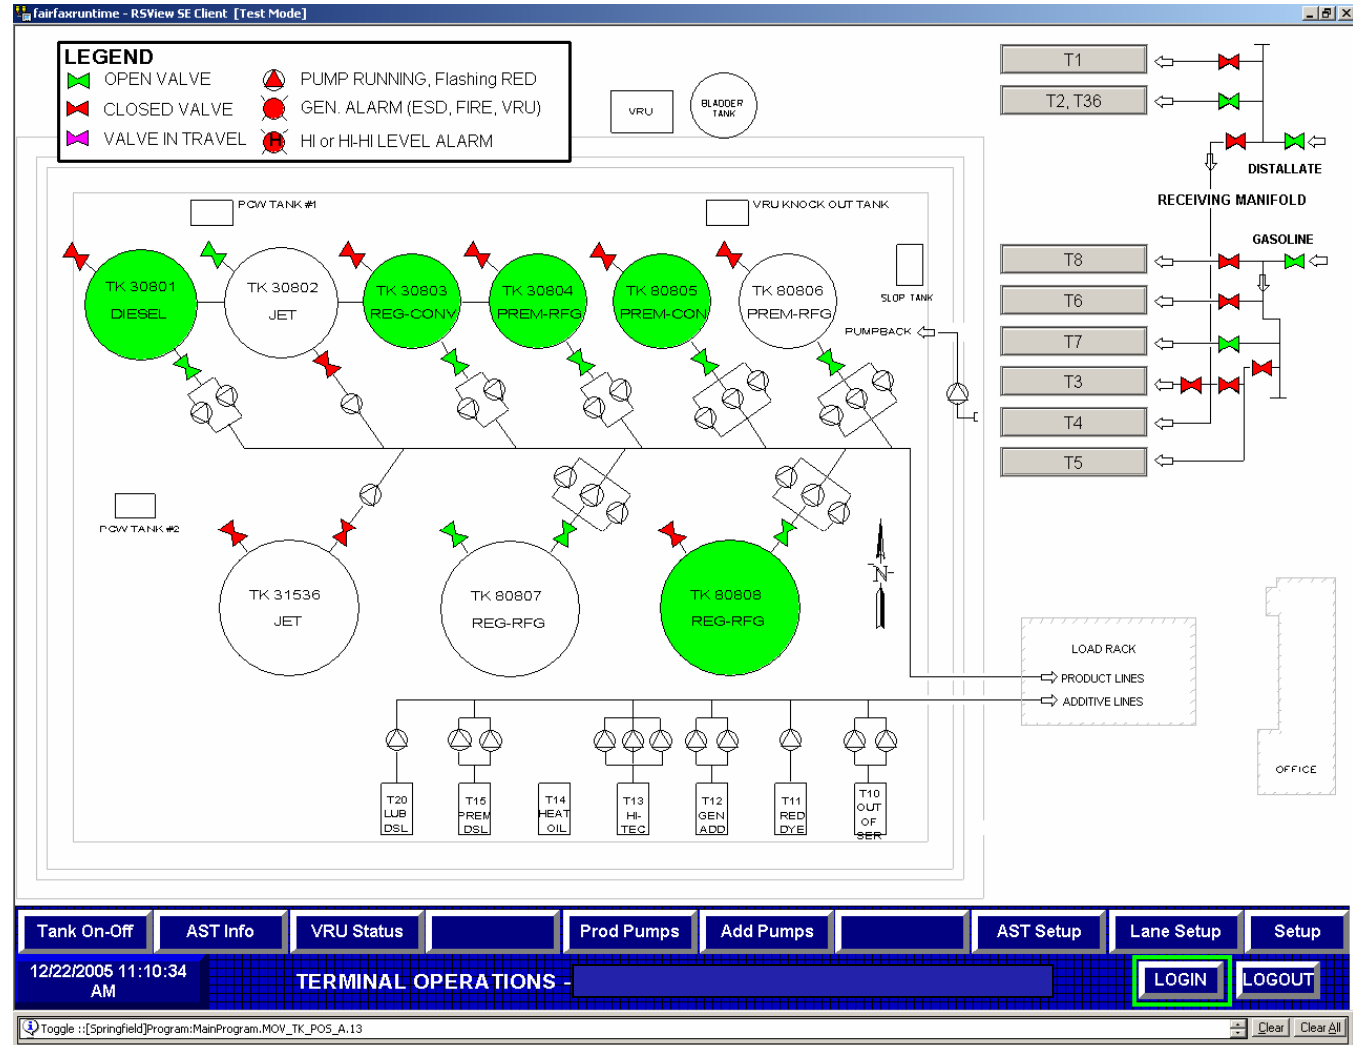 fairfaxruntime - RSView SE Client [Test Mode]
LEGEND
OPEN VALVE
PUMP RUNNING, Flashing RED
CLOSED VALVE
GEN. ALARM (ESD, FIRE, VRU)
VALVE IN TRAVEL
H
HI or HI-HI LEVEL ALARM
VRU
BLADDER
TANK
T1
T2, T36
DISTALLATE
RECEIVING MANIFOLD
GASOLINE
T8
T6
T7
T3
T4
T5
PCW TANK #1
VRU KNOCK OUT TANK
SLOP TANK
PUMPBACK
TK 30801
DIESEL
TK 30802
JET
TK 30803
REG-CONV
TK 30804
PREM-RFG
TK 80805
PREM-CON
TK 80806
PREM-RFG
PCW TANK #2
TK 31536
JET
TK 80807
REG-RFG
TK 80808
REG-RFG
N
LOAD RACK
PRODUCT LINES
ADDITIVE LINES
OFFICE
T20
LUB
DSL
T15
PREM
DSL
T14
HEAT
OIL
T13
HI-
TEC
T12
GEN
ADD
T11
RED
DYE
T10
OUT
OF
SER
Tank On-Off
AST Info
VRU Status
Prod Pumps
Add Pumps
AST Setup
Lane Setup
Setup
12/22/2005 11:10:34
AM
TERMINAL OPERATIONS -
LOGIN
LOGOUT
Toggle ::[Springfield]Program:MainProgram.MOV_TK_POS_A.13
Clear
Clear All